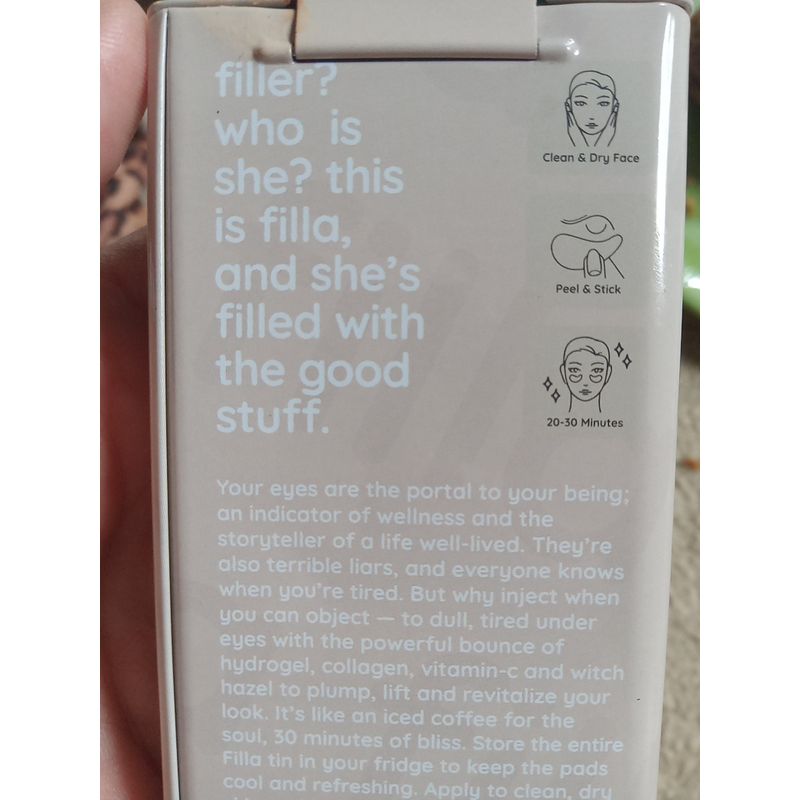 filler?
who is
she? this
is filla,
and she's
filled with
the good
stuff.
Clean & Dry Face
Peel & Stick
20-30 Minutes
Your eyes are the portal to your being;
an indicator of wellness and the
storyteller of a life well-lived. They're
also terrible liars, and everyone knows
when you're tired. But why inject when
you can object — to dull, tired under
eyes with the powerful bounce of
hydrogel, collagen, vitamin-c and witch
hazel to plump, lift and revitalize your
look. It's like an iced coffee for the
soul, 30 minutes of bliss. Store the entire
Filla tin in your fridge to keep the pads
cool and refreshing. Apply to clean, dry